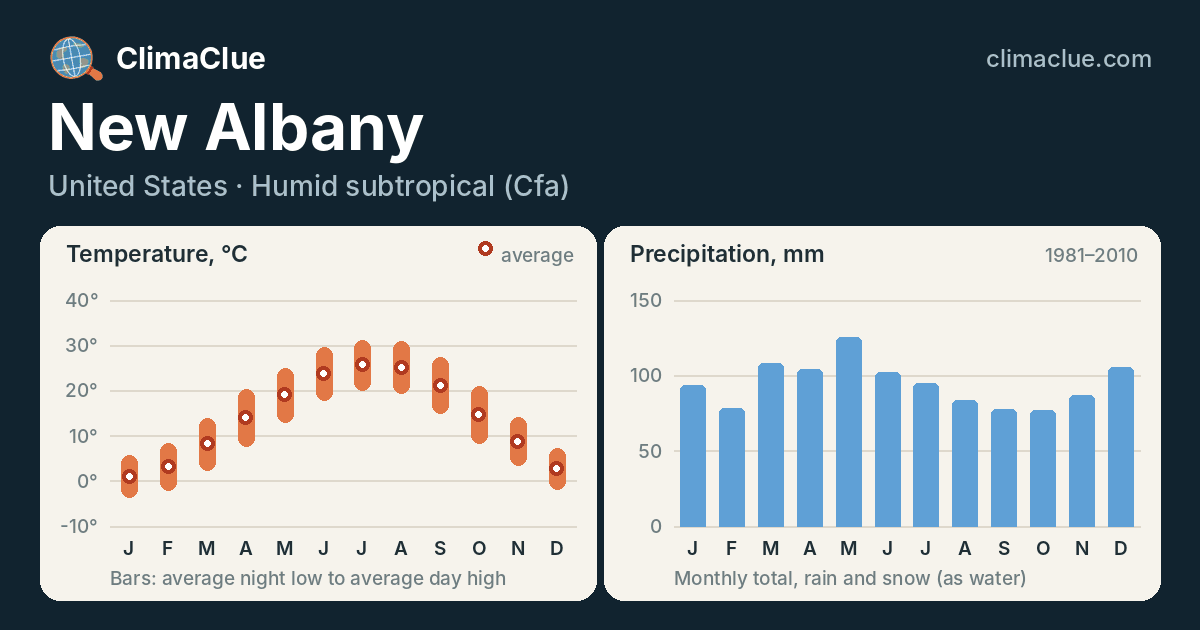 ClimaClue
climaclue.com
New Albany
United States · Humid subtropical (Cfa)
Temperature, °C
average
40°
30°
20°
10°
0°
-10°
J F M A M J J A S O N D
Bars: average night low to average day high
Precipitation, mm
1981–2010
150
100
50
0
J F M A M J J A S O N D
Monthly total, rain and snow (as water)